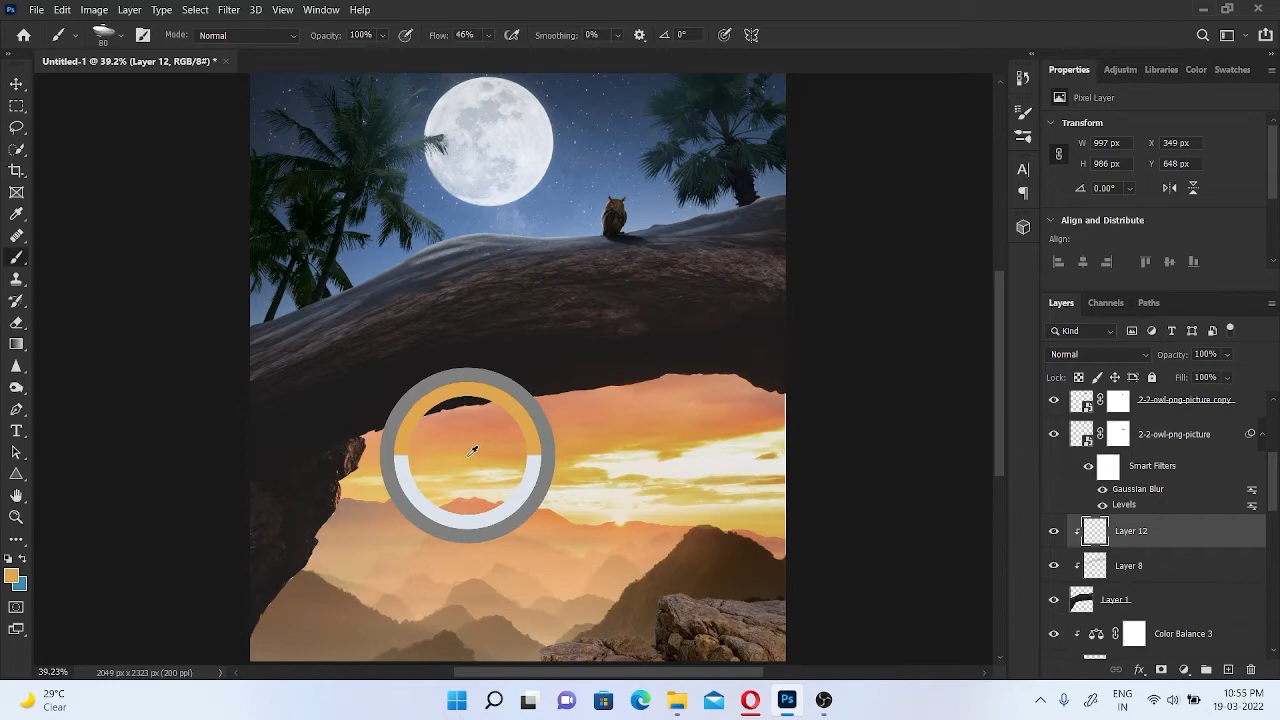 Ps File Edit Image Layer Type Select Filter 3D View Window Help
80 Mode: Normal Opacity: 100% Flow: 46% Smoothing: 0% 0°
Untitled-1 @ 39.2% (Layer 12, RGB/8#) * ×
Properties Adjustm Libraries Color Swatches
Pixel Layer
Transform
W 997 px X 349 px
H 986 px Y 648 px
0.00°
Align and Distribute
Align:
Layers Channels Paths
Kind
Normal Opacity: 100%
Lock: Fill: 100%
2-2-owl-png-picture copy
2-2-owl-png-picture
Smart Filters
Gaussian Blur
Levels
Layer 12
Layer 8
Layer 1
Color Balance 3
39.23% 2049 px x 2323 px (200 ppi)
29°C
Clear
Ps
ENG
IN
10:55 PM
19-03-2022